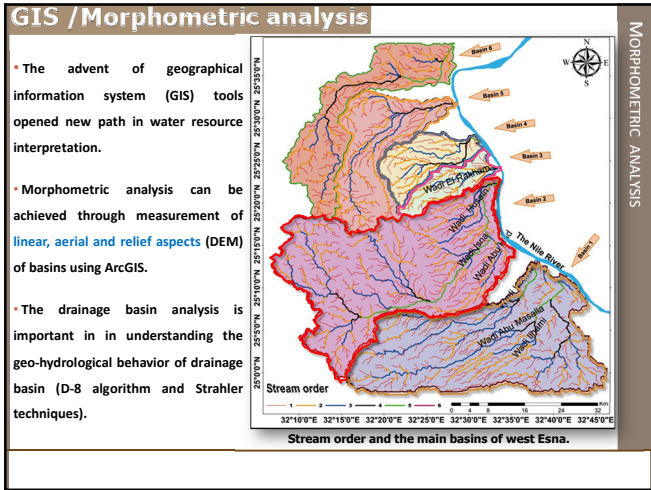 GIS /Morphometric analysis
MORPHOMETRIC ANALYSIS
• The advent of geographical
information system (GIS) tools
opened new path in water resource
interpretation.
• Morphometric analysis can be
achieved through measurement of
linear, aerial and relief aspects (DEM)
of basins using ArcGIS.
• The drainage basin analysis is
important in in understanding the
geo-hydrological behavior of drainage
basin (D-8 algorithm and Strahler
techniques).
N
W E
S
Basin 6
Basin 5
Basin 4
Basin 3
Basin 2
Basin 1
Wadi El-Rakham
Wadi Husain
Wadi Isna
Wadi Abu
The Nile River
Wadi Abu Masalla
25°35'0"N
25°30'0"N
25°25'0"N
25°20'0"N
25°15'0"N
25°10'0"N
25°5'0"N
25°0'0"N
Stream order
1 2 3 4 5 6
0 4 8 16 24 32
Km
32°10'0"E 32°15'0"E 32°20'0"E 32°25'0"E 32°30'0"E 32°35'0"E 32°40'0"E 32°45'0"E
Stream order and the main basins of west Esna.